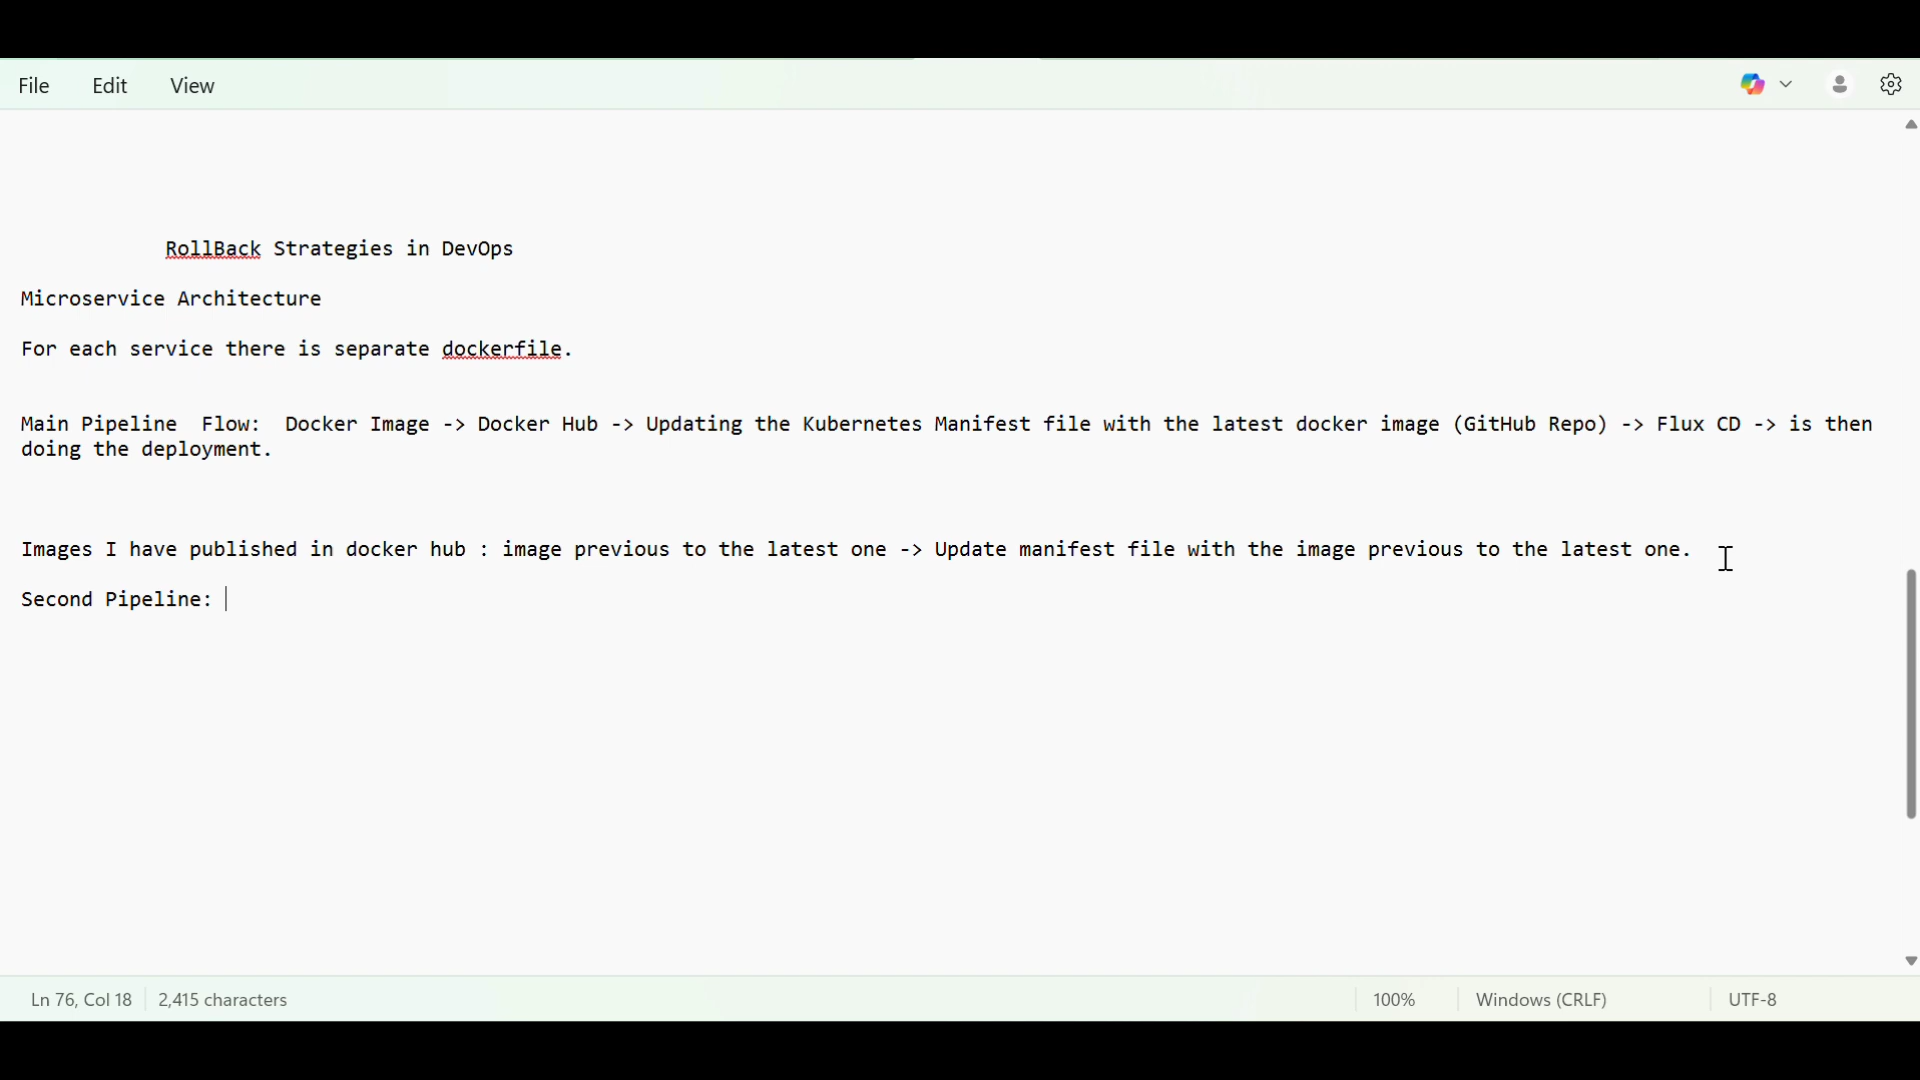 File Edit View
RollBack Strategies in DevOps
Microservice Architecture
For each service there is separate dockerfile.
Main Pipeline  Flow:  Docker Image -> Docker Hub -> Updating the Kubernetes Manifest file with the latest docker image (GitHub Repo) -> Flux CD -> is then
doing the deployment.
Images I have published in docker hub : image previous to the latest one -> Update manifest file with the image previous to the latest one.
Second Pipeline:
Ln 76, Col 18 2,415 characters 100% Windows (CRLF) UTF-8